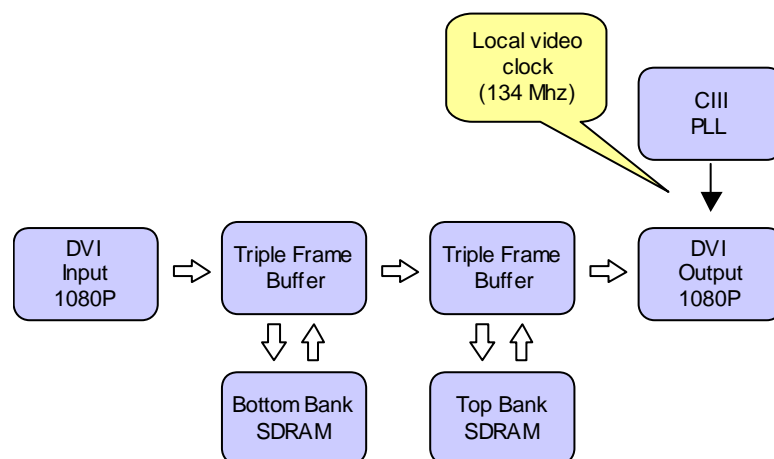 Local video
clock
(134 Mhz)
CIII
PLL
DVI
Input
1080P
Triple Frame
Buffer
Triple Frame
Buffer
DVI
Output
1080P
Bottom Bank
SDRAM
Top Bank
SDRAM